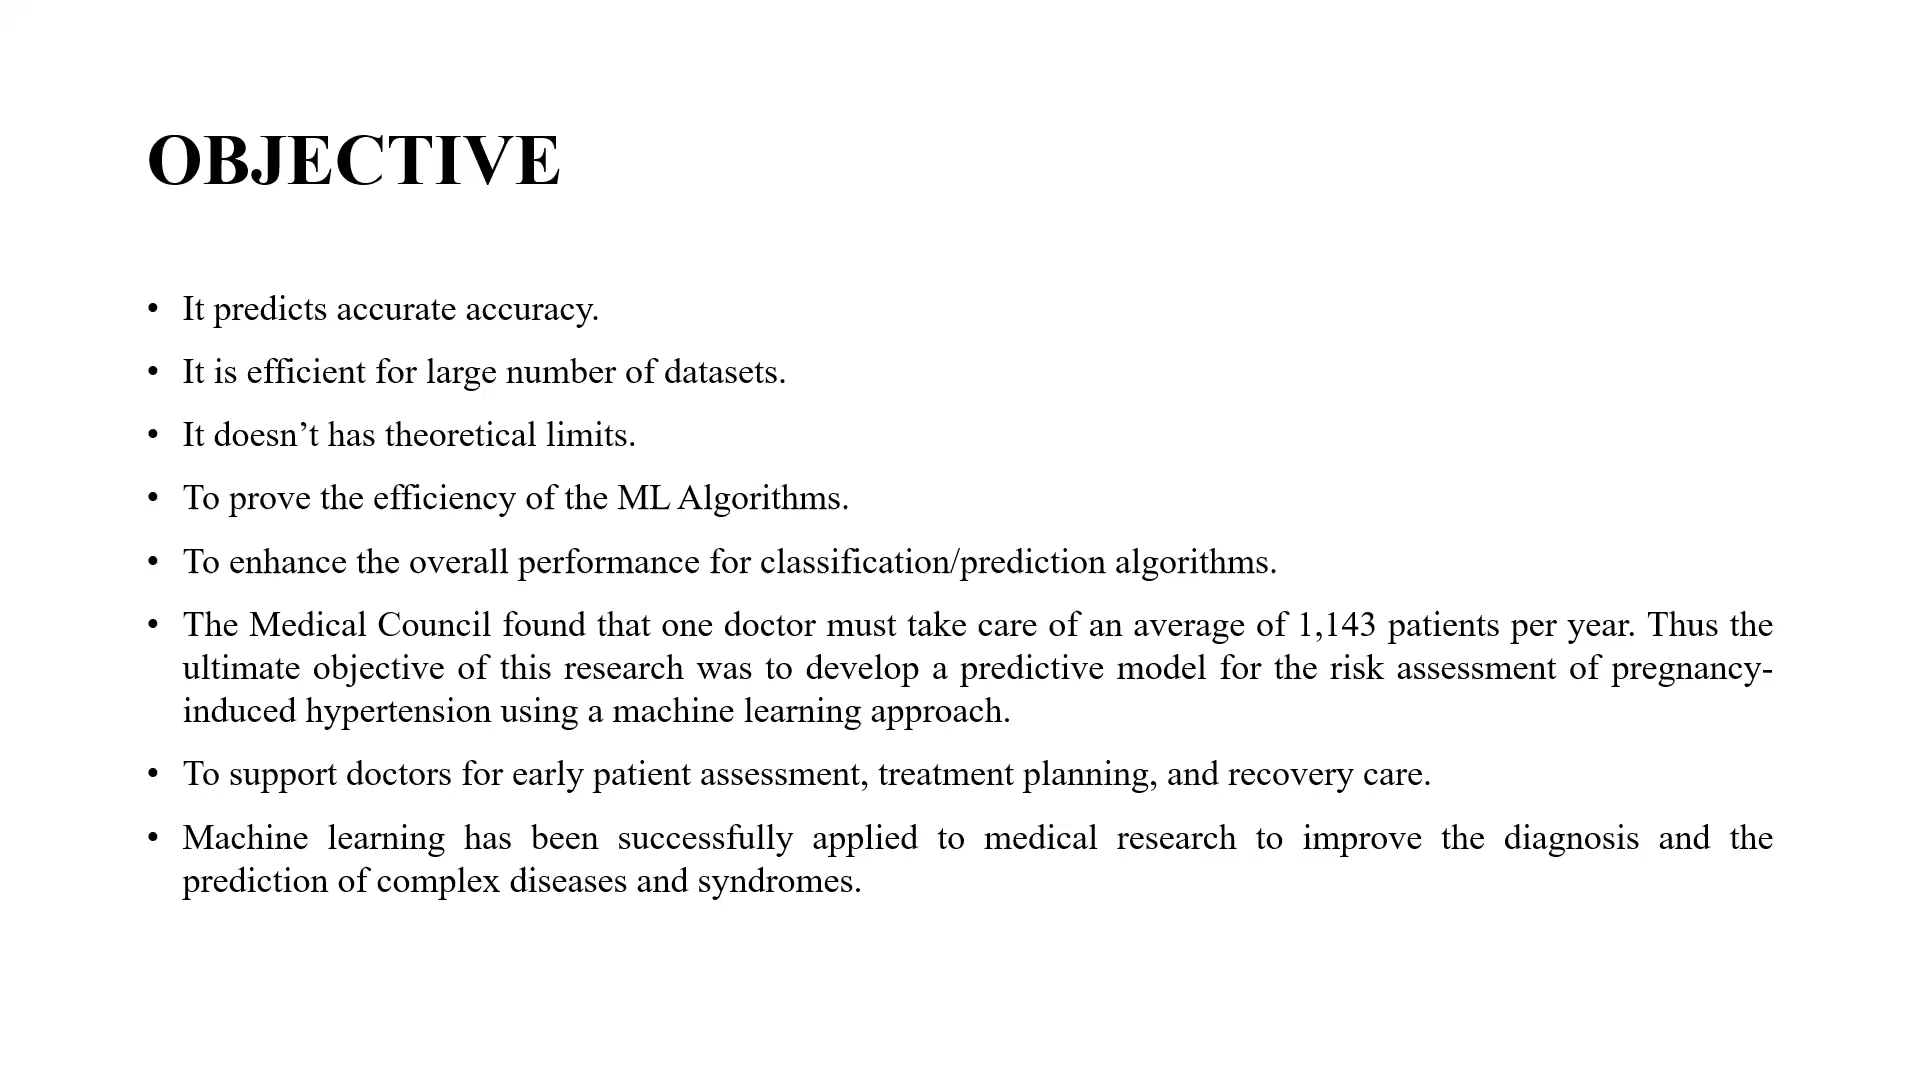 OBJECTIVE
• It predicts accurate accuracy.
• It is efficient for large number of datasets.
• It doesn’t has theoretical limits.
• To prove the efficiency of the ML Algorithms.
• To enhance the overall performance for classification/prediction algorithms.
• The Medical Council found that one doctor must take care of an average of 1,143 patients per year. Thus the
ultimate objective of this research was to develop a predictive model for the risk assessment of pregnancy-
induced hypertension using a machine learning approach.
• To support doctors for early patient assessment, treatment planning, and recovery care.
• Machine learning has been successfully applied to medical research to improve the diagnosis and the
prediction of complex diseases and syndromes.